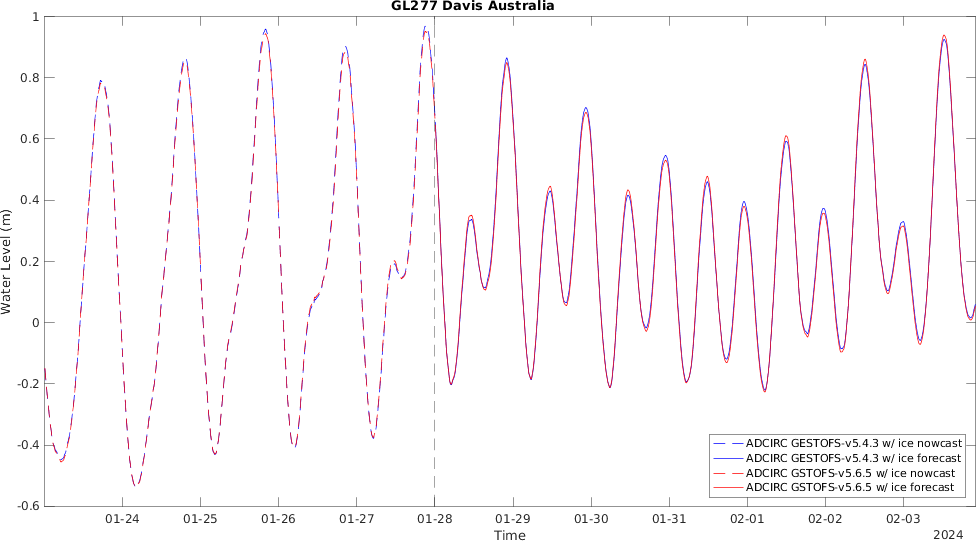 GL277 Davis Australia
1
0.8
0.6
0.4
0.2
0
-0.2
-0.4
-0.6
Water Level (m)
01-24 01-25 01-26 01-27 01-28 01-29 01-30 01-31 02-01 02-02 02-03
Time
2024
ADCIRC GESTOFS-v5.4.3 w/ ice nowcast
ADCIRC GESTOFS-v5.4.3 w/ ice forecast
ADCIRC GSTOFS-v5.6.5 w/ ice nowcast
ADCIRC GSTOFS-v5.6.5 w/ ice forecast